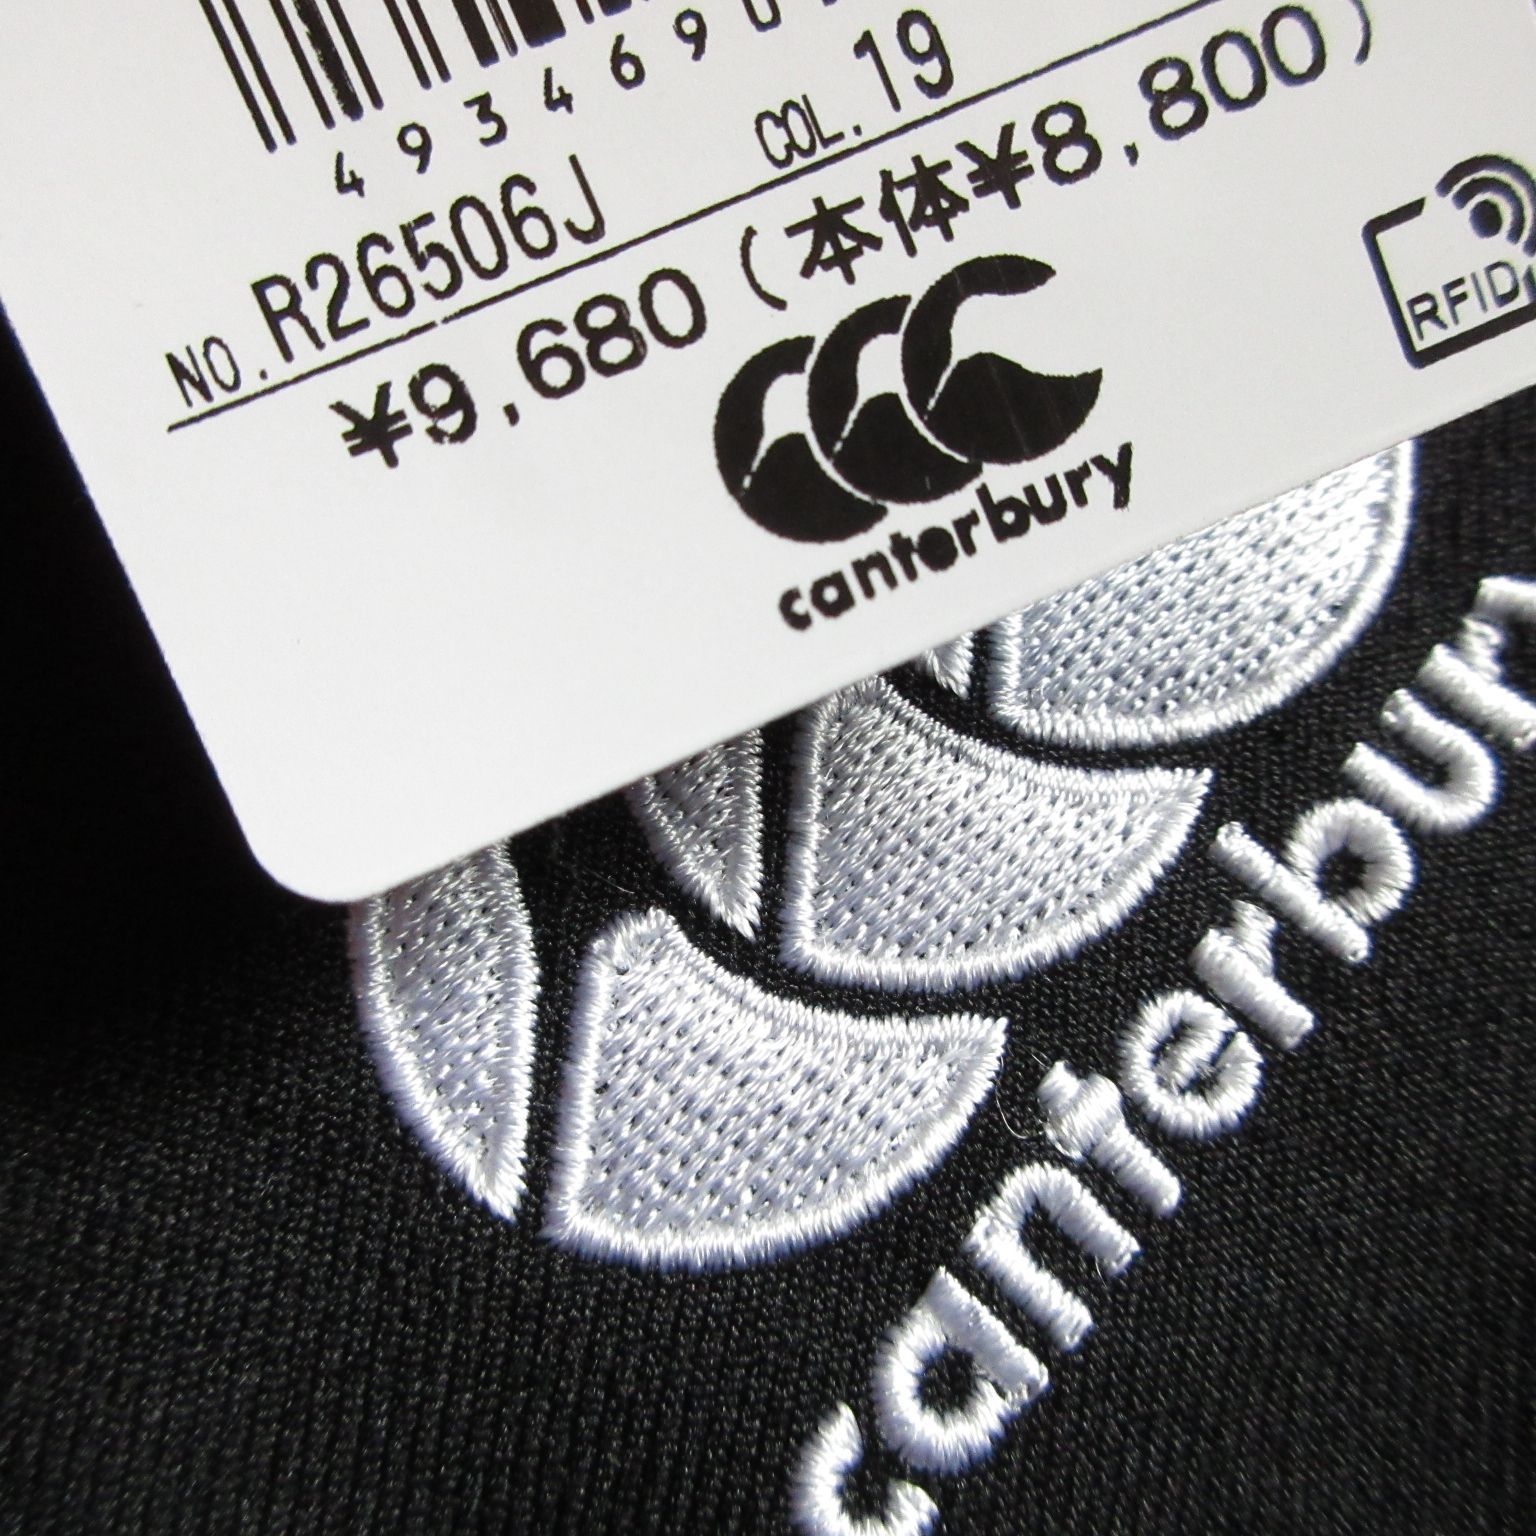 4 9 3 4 6 9 0
NO. R26506J COL. 19
¥9,680 (本体¥8,800)
RFID
canterbury
canterbury